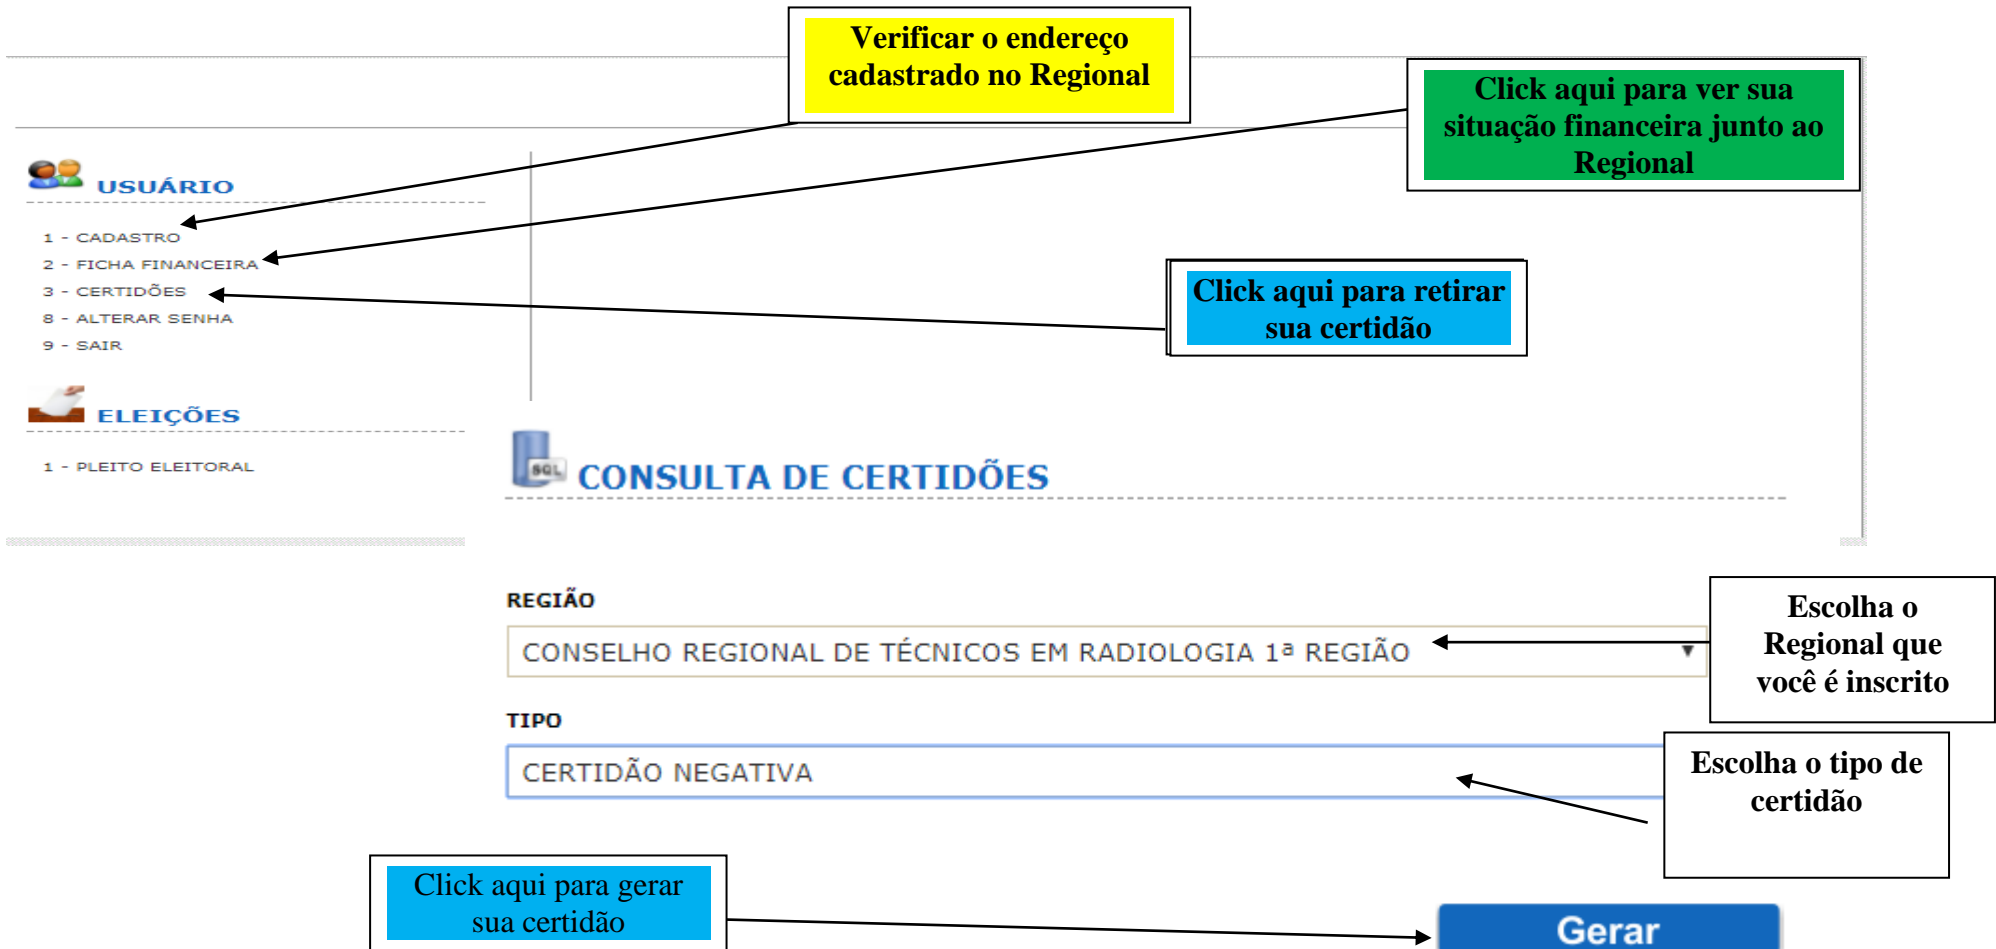 Verificar o endereço
cadastrado no Regional
Click aqui para ver sua
situação financeira junto ao
Regional
USUÁRIO
1 - CADASTRO
2 - FICHA FINANCEIRA
3 - CERTIDÕES
8 - ALTERAR SENHA
9 - SAIR
Click aqui para retirar
sua certidão
ELEIÇÕES
1 - PLEITO ELEITORAL
SQL
CONSULTA DE CERTIDÕES
REGIÃO
CONSELHO REGIONAL DE TÉCNICOS EM RADIOLOGIA 1ª REGIÃO
Escolha o
Regional que
você é inscrito
TIPO
CERTIDÃO NEGATIVA
Escolha o tipo de
certidão
Click aqui para gerar
sua certidão
Gerar